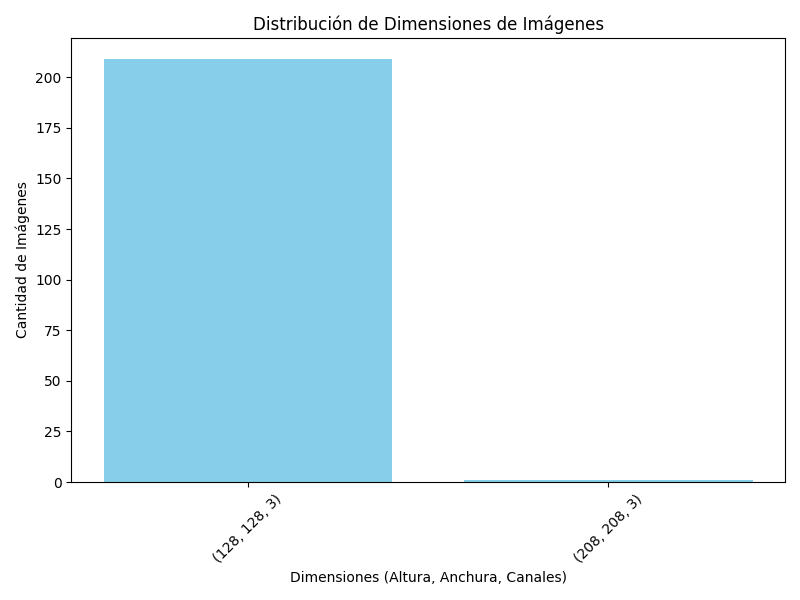 Distribución de Dimensiones de Imágenes
Cantidad de Imágenes
200
175
150
125
100
75
50
25
0
(128, 128, 3)
(208, 208, 3)
Dimensiones (Altura, Anchura, Canales)